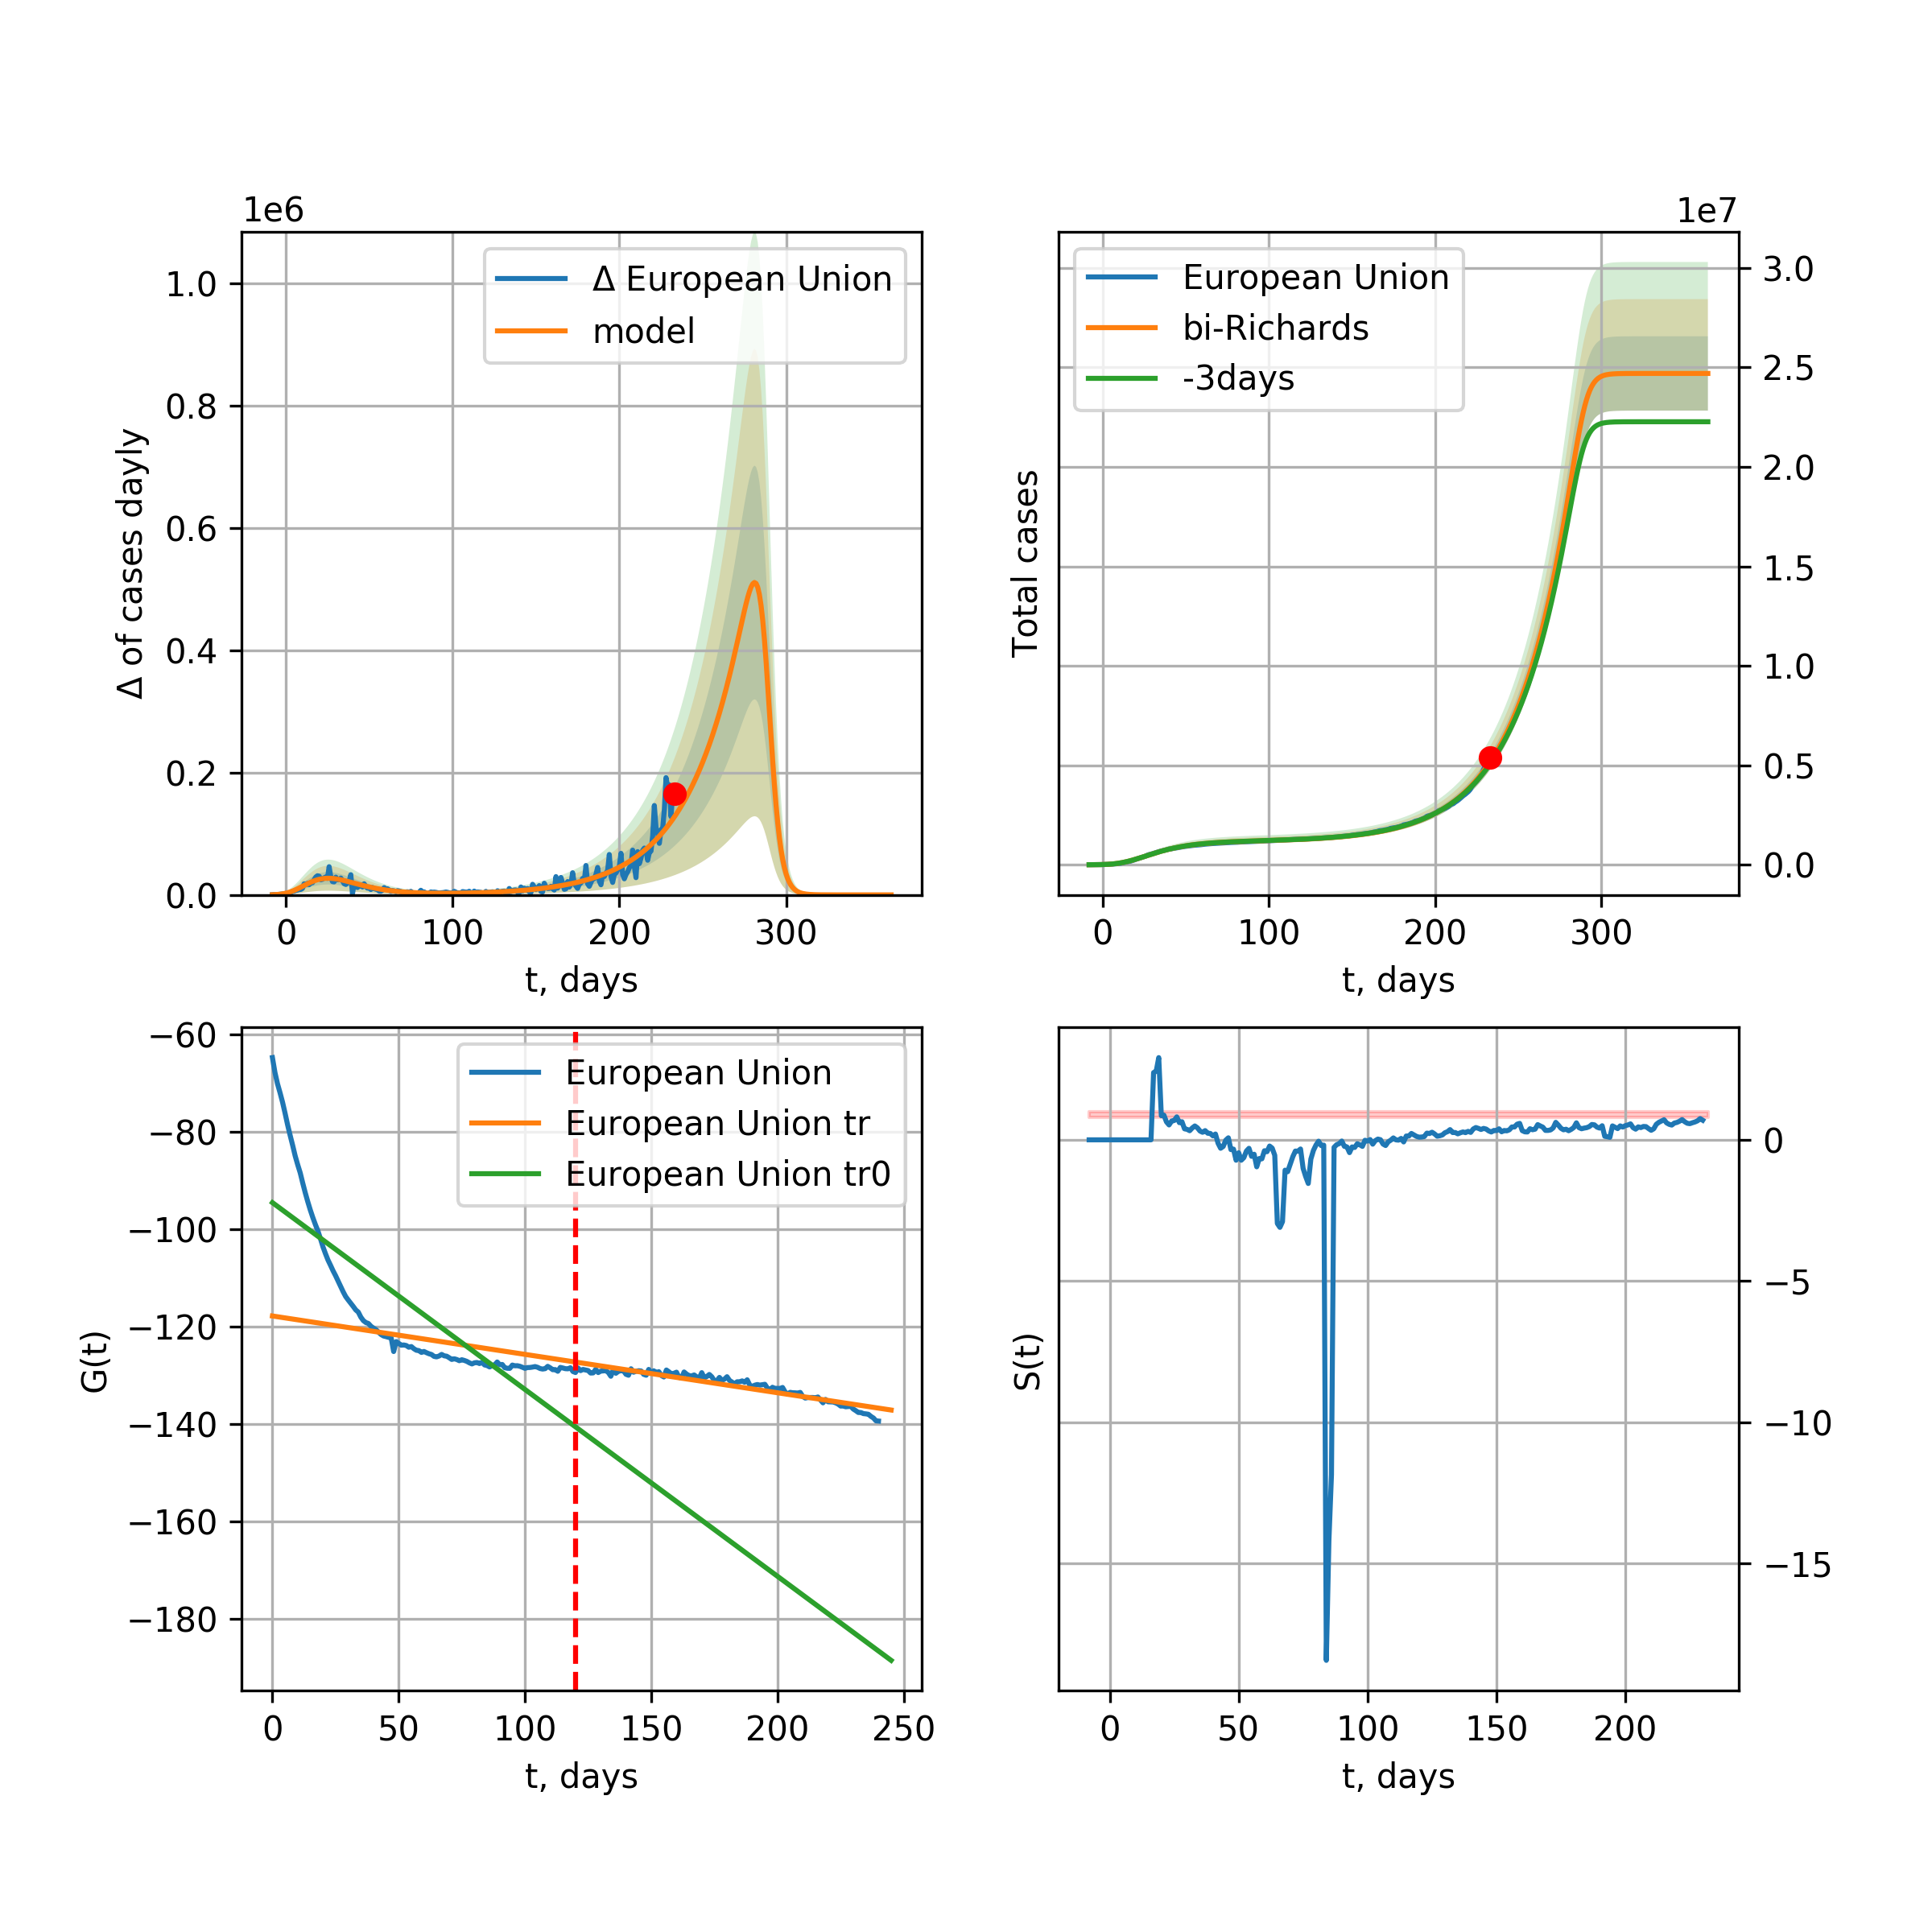 1e6
Δ European Union
model
1.0
0.8
0.6
0.4
0.2
0.0
Δ of cases dayly
0
100
200
300
t, days
1e7
European Union
bi-Richards
-3days
3.0
2.5
2.0
1.5
1.0
0.5
0.0
Total cases
0
100
200
300
t, days
European Union
European Union tr
European Union tr0
−60
−80
−100
−120
−140
−160
−180
G(t)
0
50
100
150
200
250
t, days
0
−5
−10
−15
S(t)
0
50
100
150
200
t, days